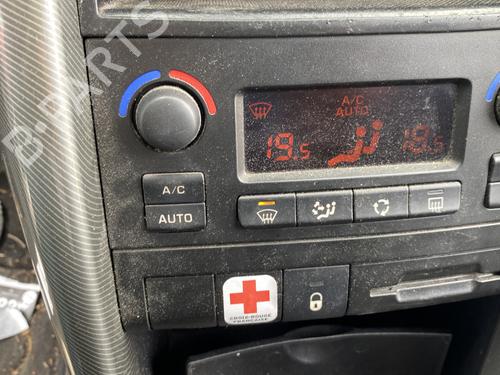 B-PARTS
A/C
AUTO
19.5
19.5
A/C
AUTO
CROIX-ROUGE
FRANÇAISE